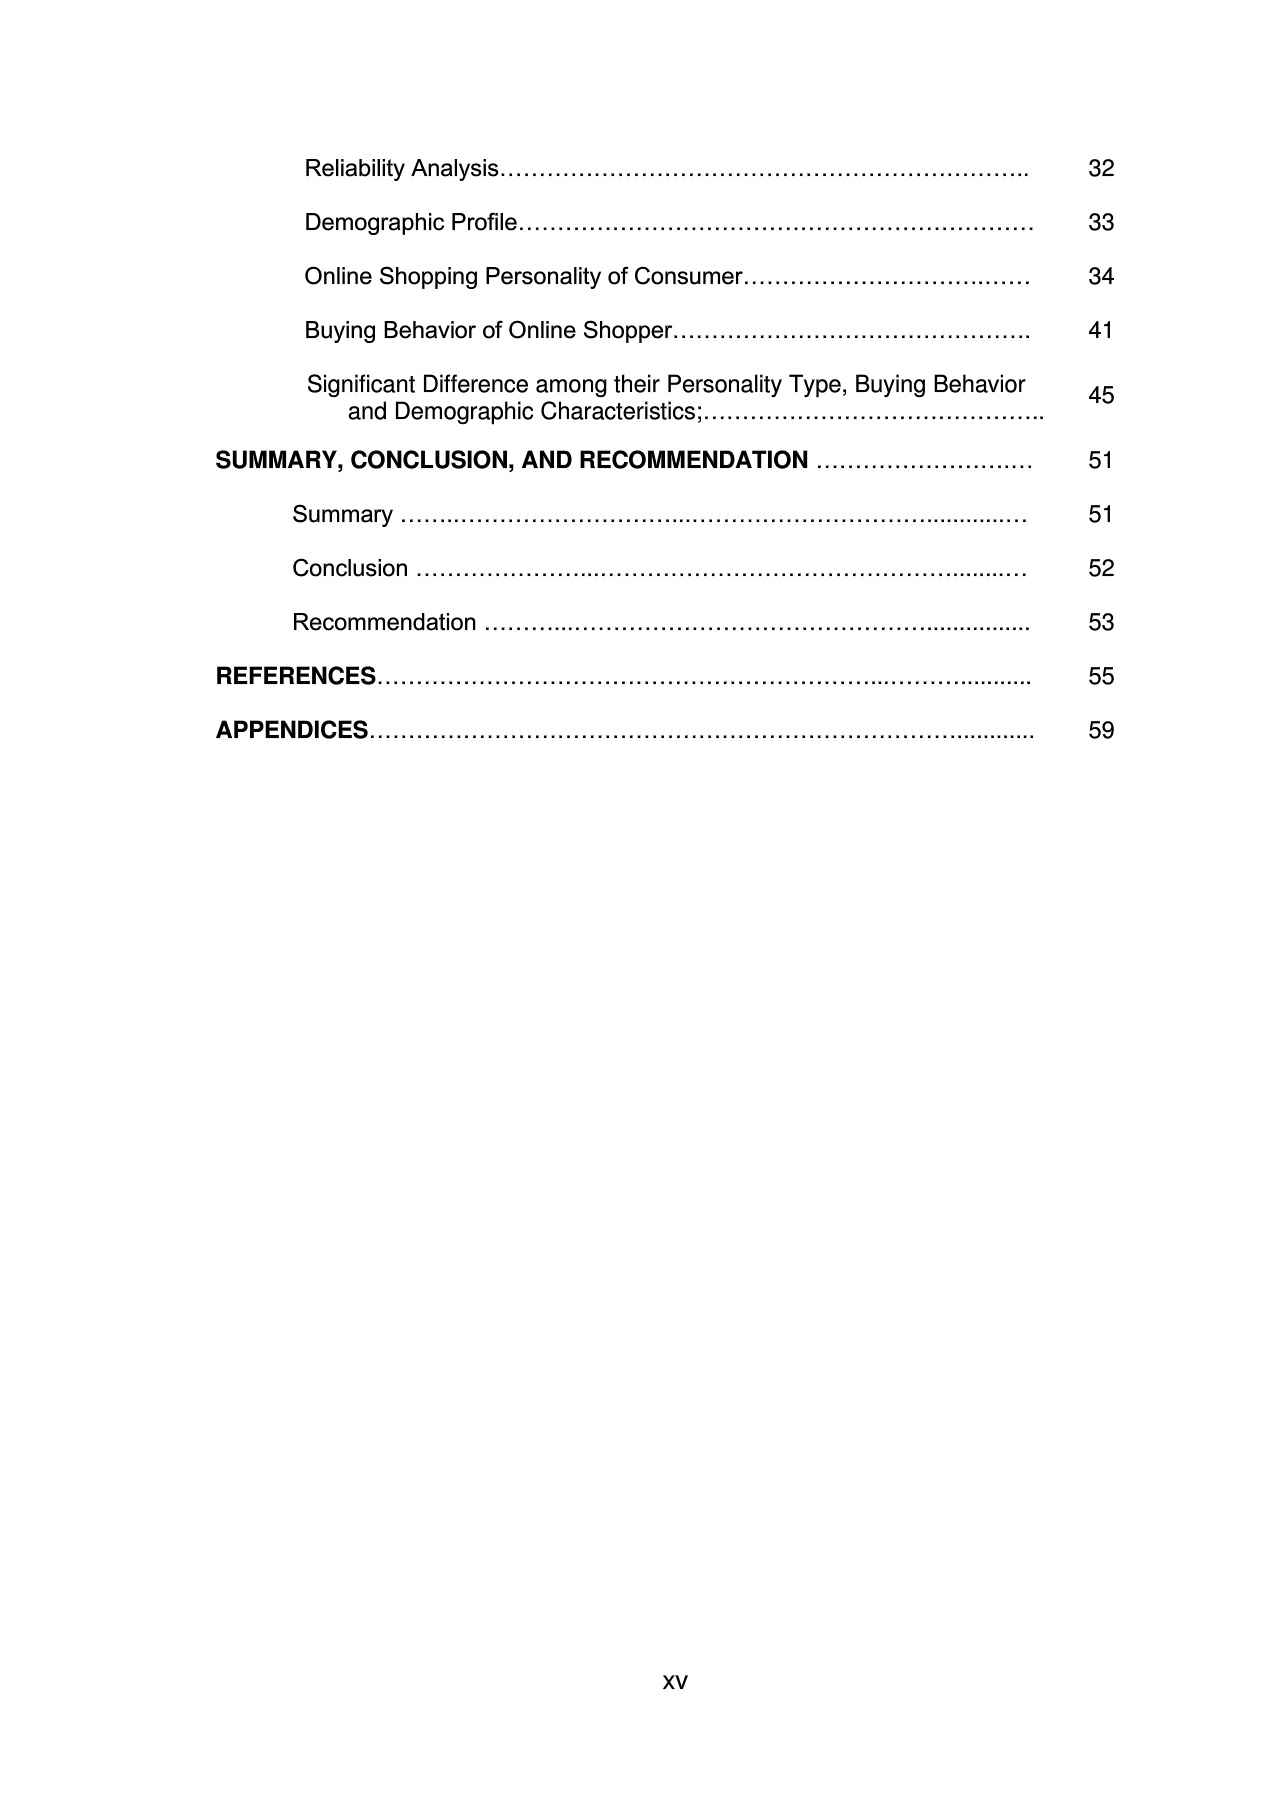 Reliability Analysis…………………………………………………………….. 32
Demographic Profile………………………………………………………… 33
Online Shopping Personality of Consumer………………………….…… 34
Buying Behavior of Online Shopper………………………………………. 41
Significant Difference among their Personality Type, Buying Behavior
and Demographic Characteristics;…………………………………….. 45
SUMMARY, CONCLUSION, AND RECOMMENDATION …………………….… 51
Summary ……..………………………...…………………………...........… 51
Conclusion …………………...………………………………………........… 52
Recommendation ………....……………………………………............... 53
REFERENCES………………………………………………………...………........... 55
APPENDICES…………………………………………………………………............ 59
xv